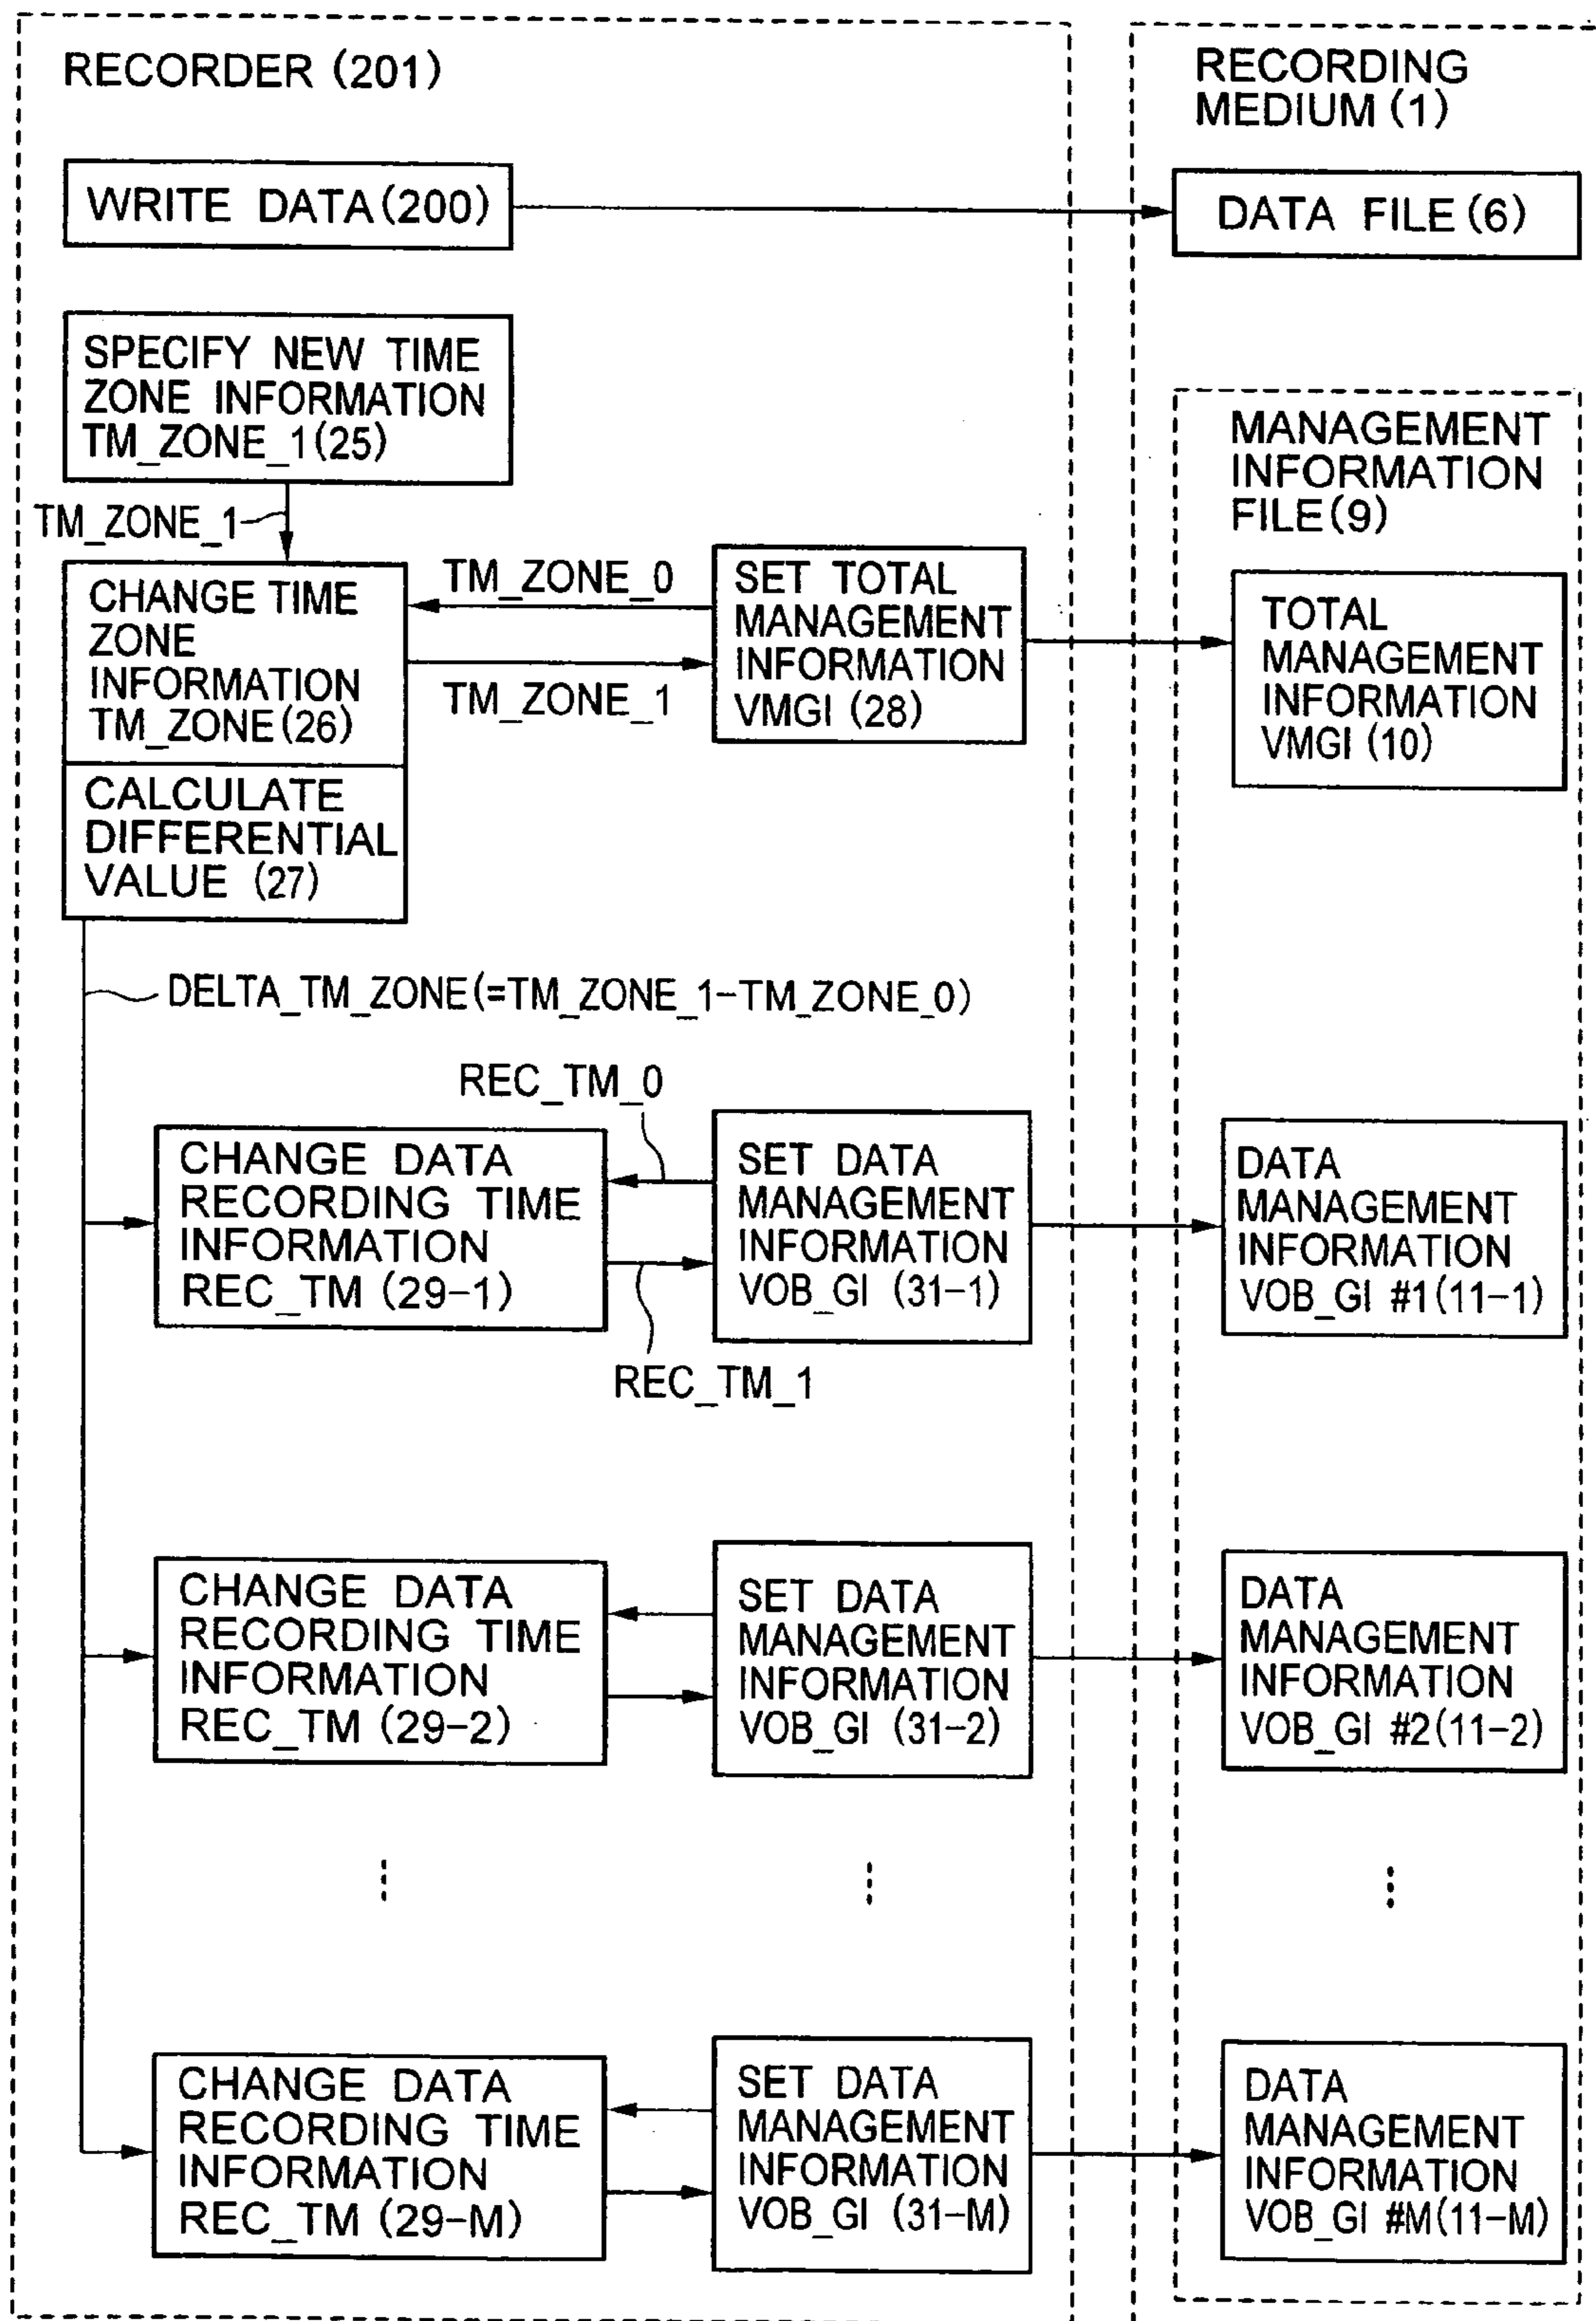 RECORDER (201)
WRITE DATA (200)
SPECIFY NEW TIME
ZONE INFORMATION
TM_ZONE_1(25)
TM_ZONE_1
CHANGE TIME
ZONE
INFORMATION
TM_ZONE(26)
TM_ZONE_0
TM_ZONE_1
SET TOTAL
MANAGEMENT
INFORMATION
VMGI (28)
CALCULATE
DIFFERENTIAL
VALUE (27)
DELTA_TM_ZONE(=TM_ZONE_1-TM_ZONE_0)
REC_TM_0
CHANGE DATA
RECORDING TIME
INFORMATION
REC_TM (29-1)
SET DATA
MANAGEMENT
INFORMATION
VOB_GI (31-1)
REC_TM_1
CHANGE DATA
RECORDING TIME
INFORMATION
REC_TM (29-2)
SET DATA
MANAGEMENT
INFORMATION
VOB_GI (31-2)
CHANGE DATA
RECORDING TIME
INFORMATION
REC_TM (29-M)
SET DATA
MANAGEMENT
INFORMATION
VOB_GI (31-M)
RECORDING
MEDIUM (1)
DATA FILE (6)
MANAGEMENT
INFORMATION
FILE(9)
TOTAL
MANAGEMENT
INFORMATION
VMGI (10)
DATA
MANAGEMENT
INFORMATION
VOB_GI #1(11-1)
DATA
MANAGEMENT
INFORMATION
VOB_GI #2(11-2)
DATA
MANAGEMENT
INFORMATION
VOB_GI #M(11-M)